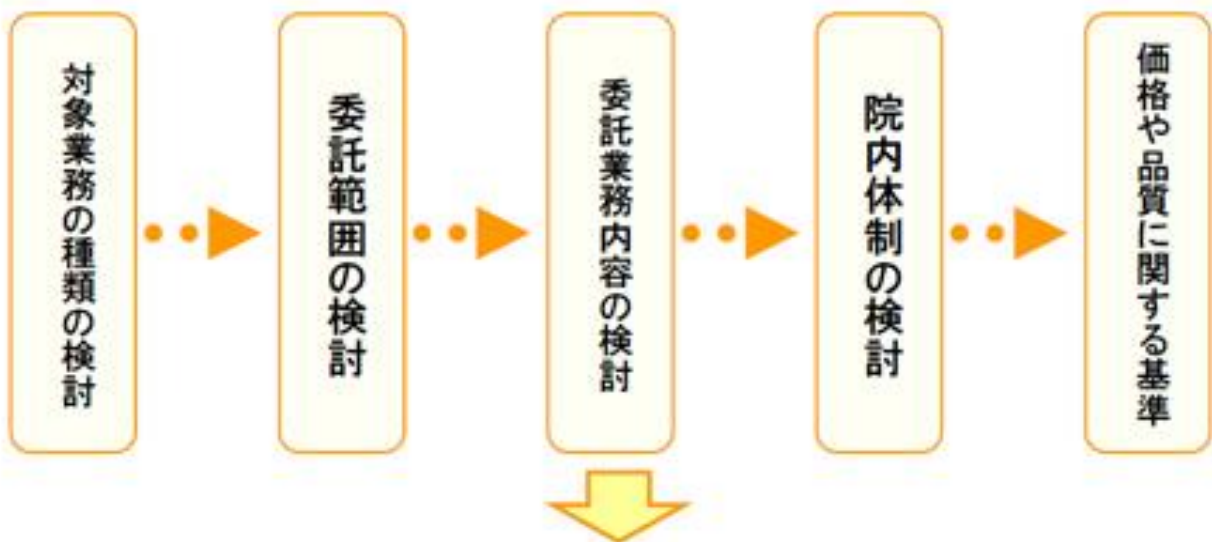 対象業務の種類の検討
委託範囲の検討
委託業務内容の検討
院内体制の検討
価格や品質に関する基準